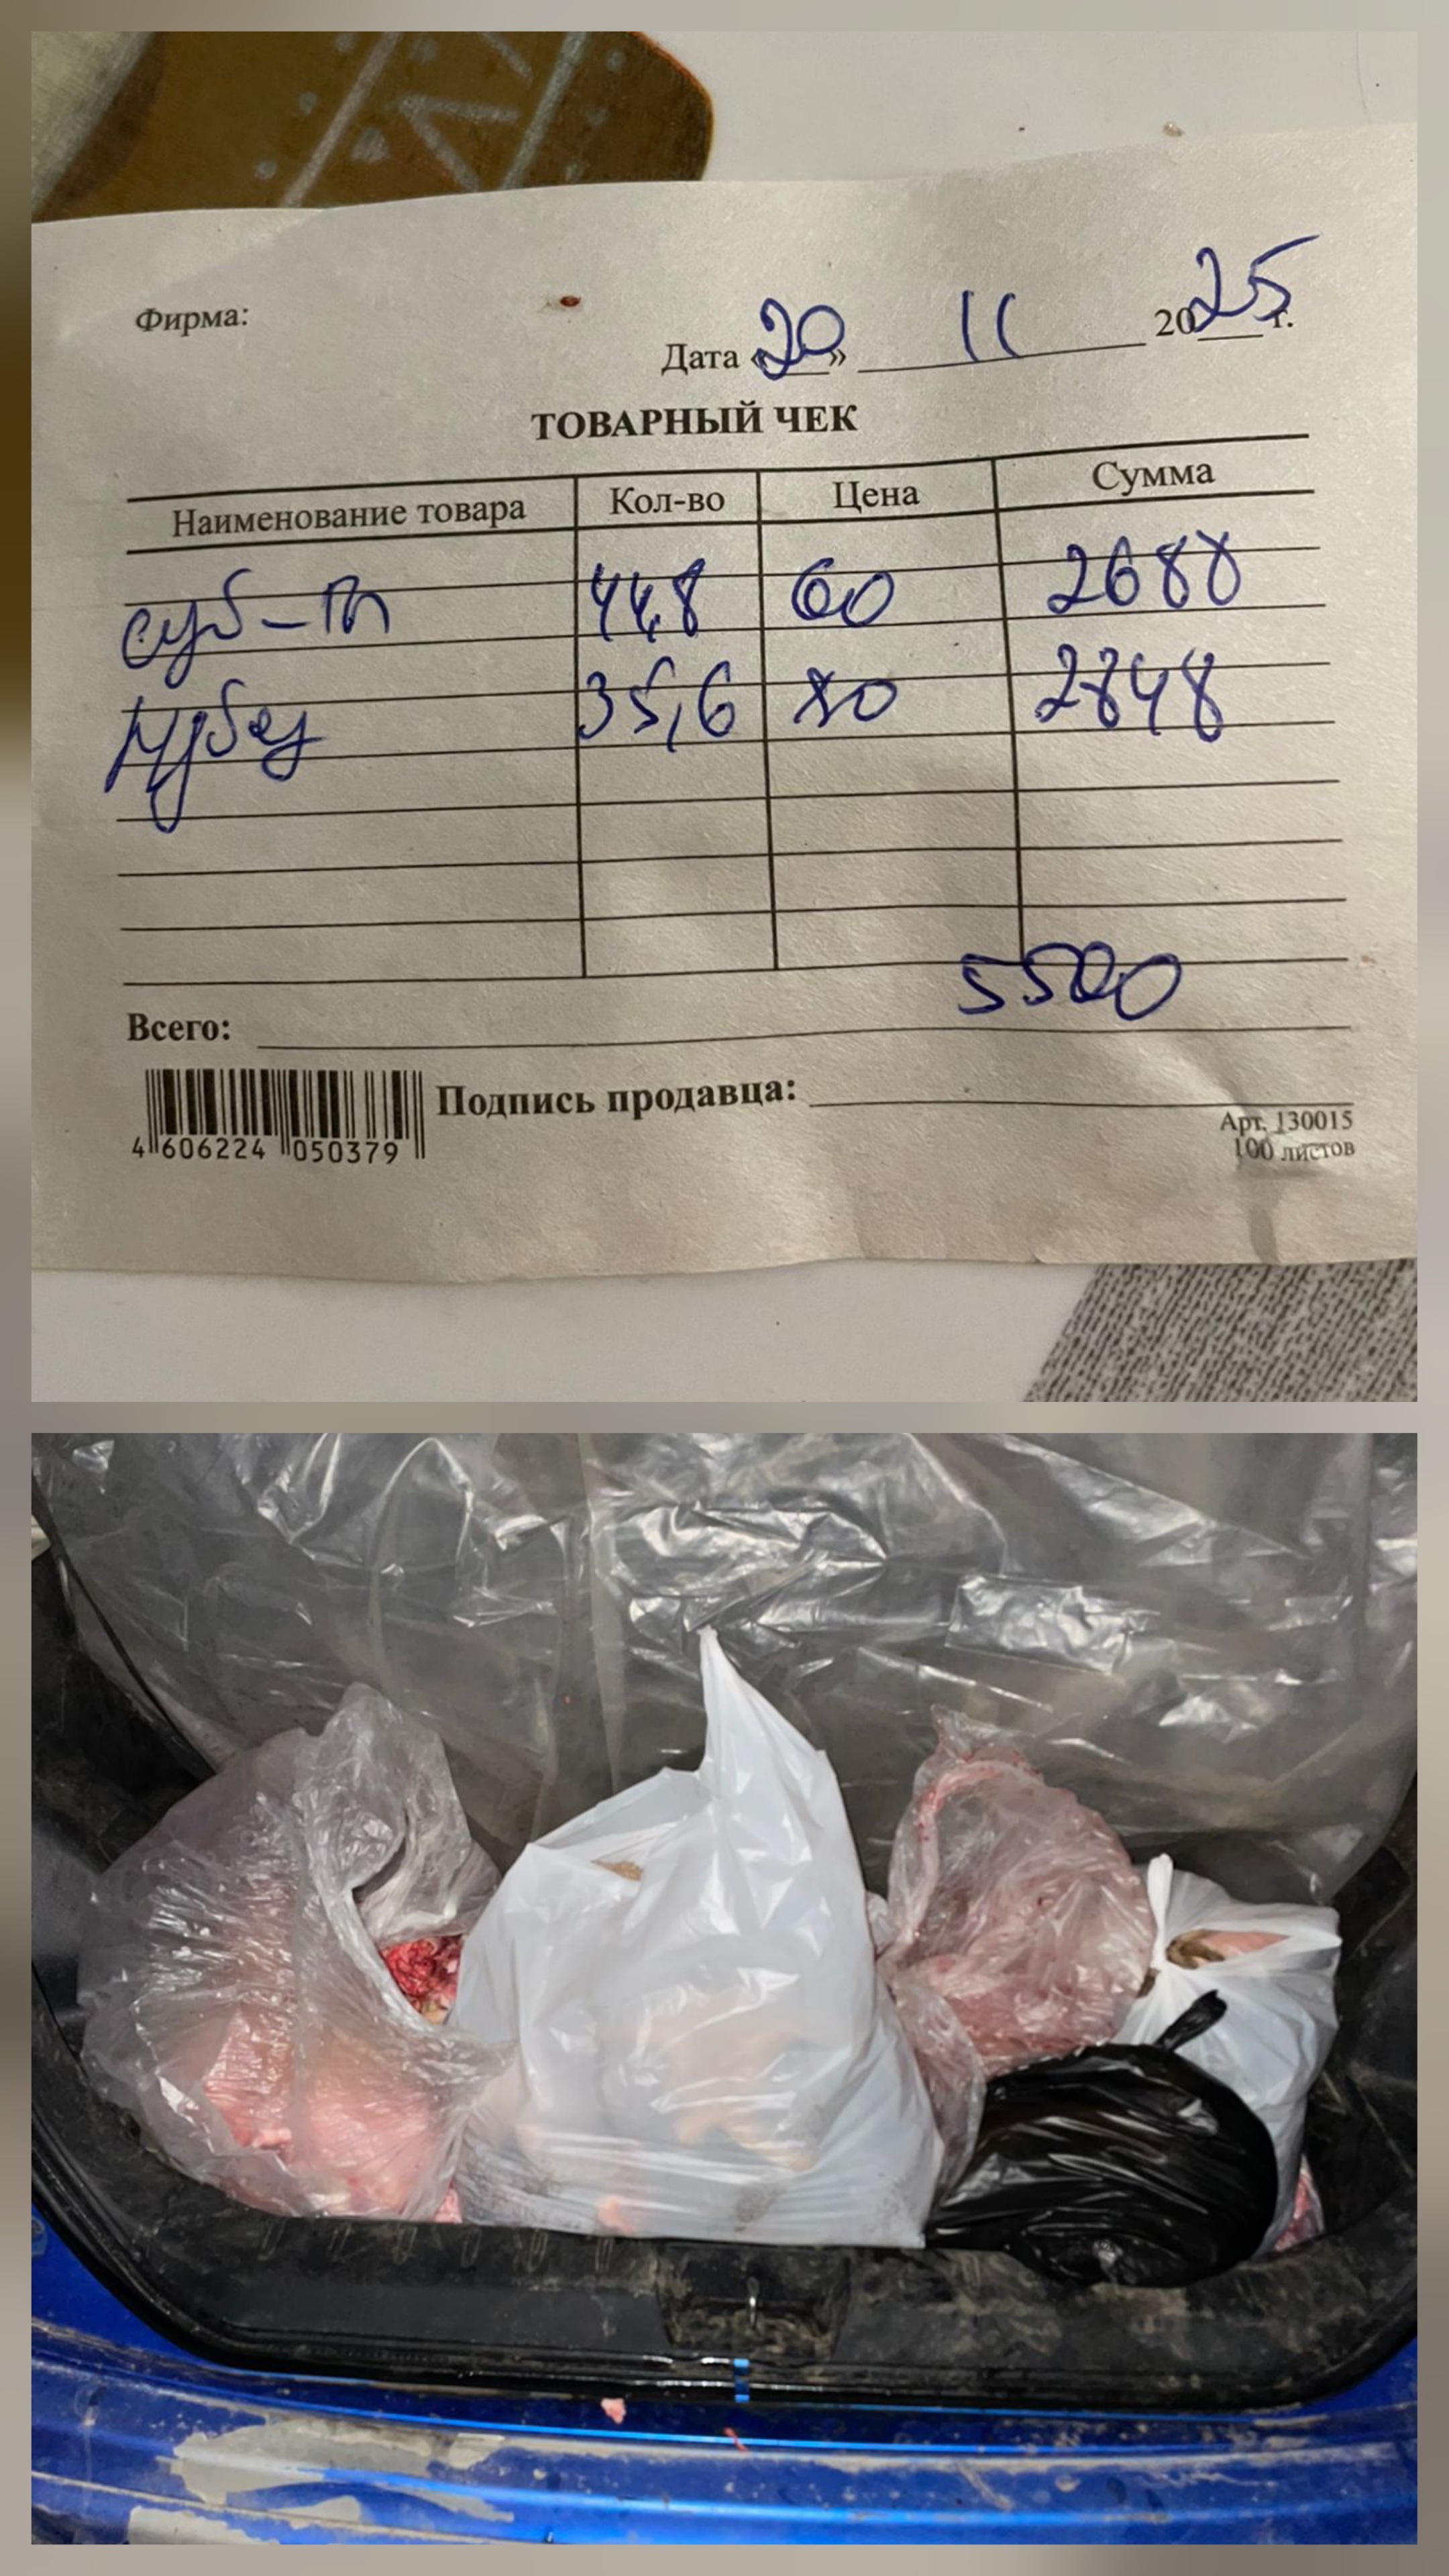 Фирма:
Дата «20» 11 2025 г.
ТОВАРНЫЙ ЧЕК
Наименование товара Кол-во Цена Сумма
суб-т 44,8 60 2688
рубец 35,6 80 2848
5500
Всего:
Подпись продавца:
4 606224 050379
Арт. 130015
100 листов